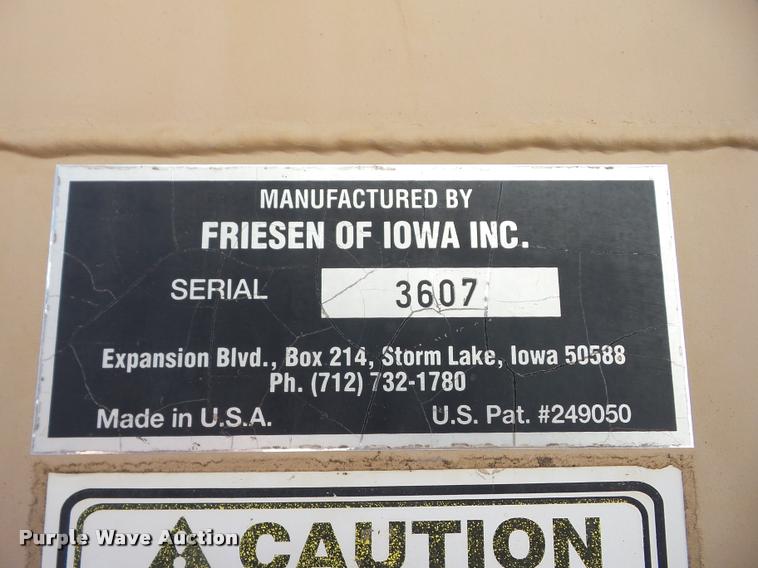 MANUFACTURED BY
FRIESEN OF IOWA INC.
SERIAL 3607
Expansion Blvd., Box 214, Storm Lake, Iowa 50588
Ph. (712) 732-1780
Made in U.S.A. U.S. Pat. #249050
CAUTION
Purple Wave Auction